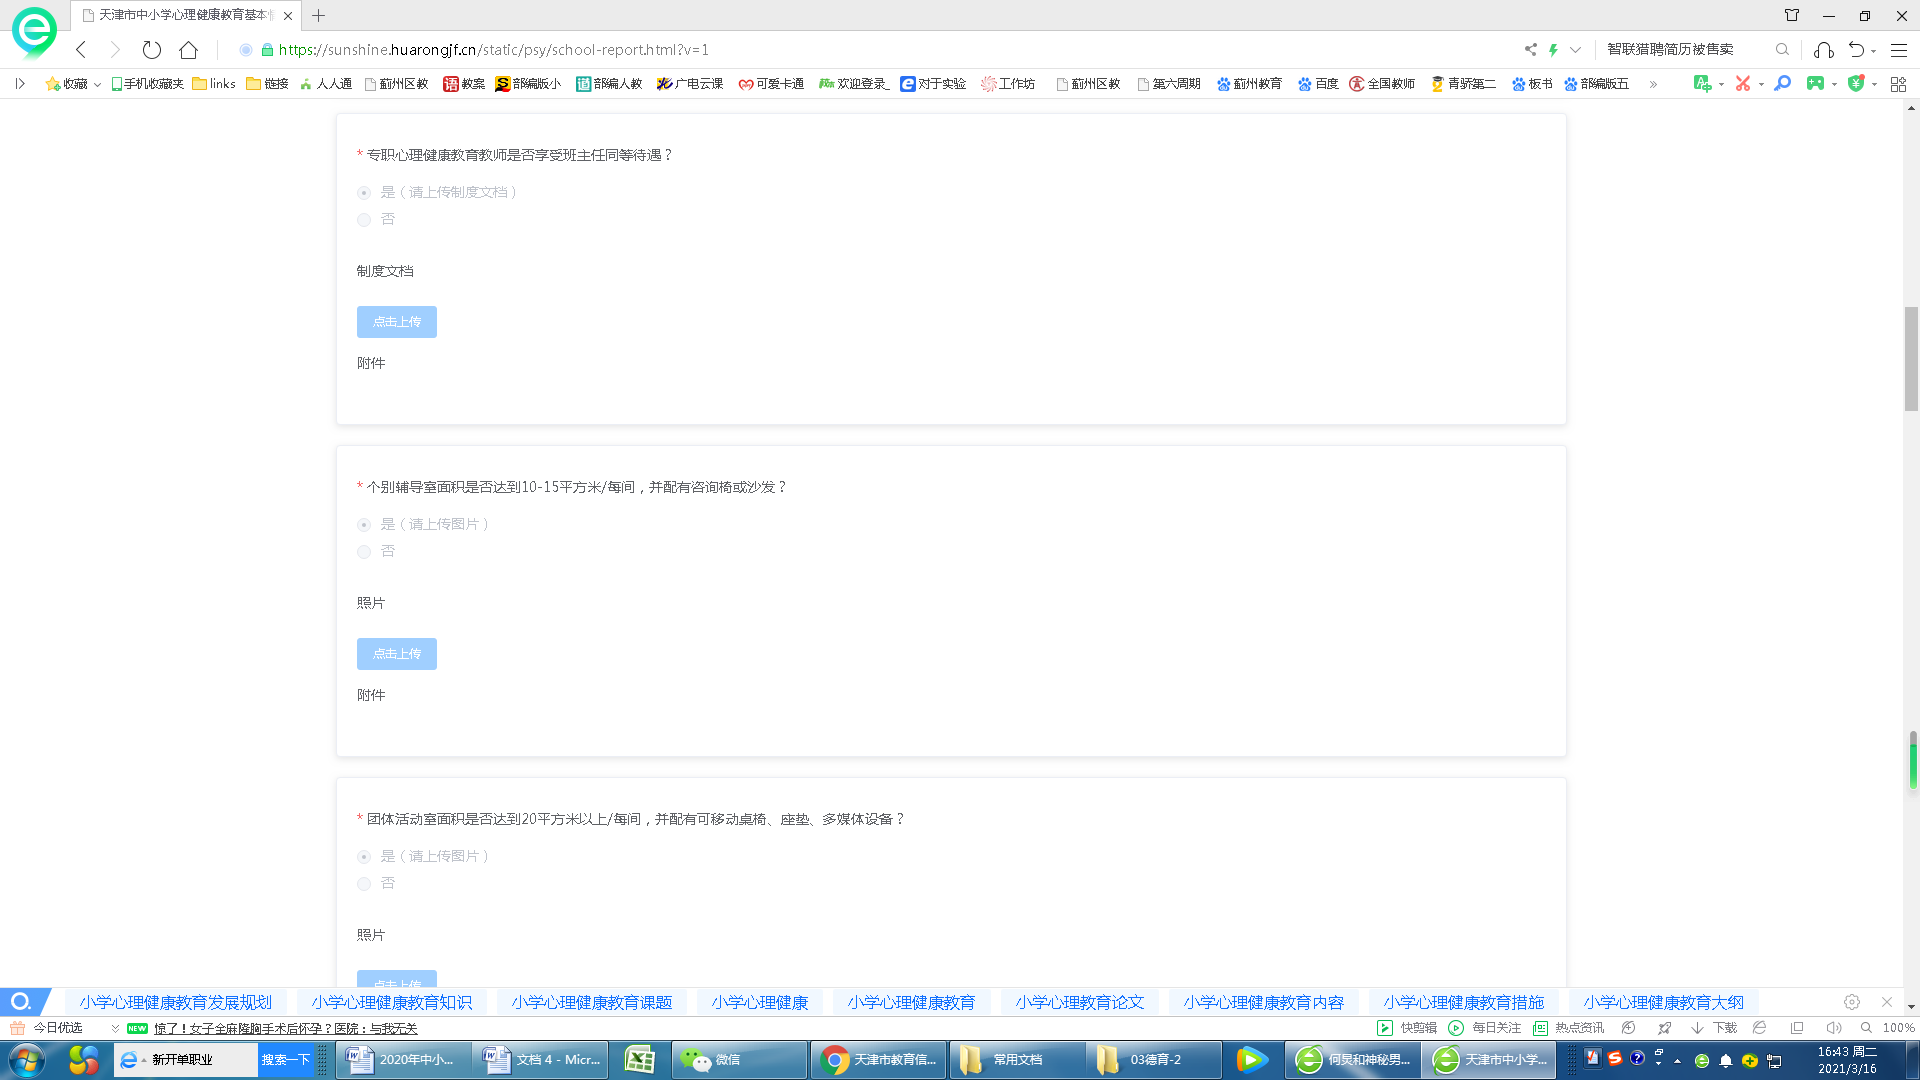 天津市中小学心理健康教育基本情
https://sunshine.huarongjf.cn/static/psy/school-report.html?v=1
智联猎聘简历被售卖
收藏 手机收藏夹 links 链接 人人通 蓟州区教 教案 部编版小 部编人教 广电云课 可爱卡通 欢迎登录_ 对于实验 工作坊 蓟州区教 第六周期 蓟州教育 百度 全国教师 青骄第二 板书 部编版五 »
* 专职心理健康教育教师是否享受班主任同等待遇？
是（请上传制度文档）
否
制度文档
点击上传
附件
* 个别辅导室面积是否达到10-15平方米/每间，并配有咨询椅或沙发？
是（请上传图片）
否
照片
点击上传
附件
* 团体活动室面积是否达到20平方米以上/每间，并配有可移动桌椅、座垫、多媒体设备？
是（请上传图片）
否
照片
点击上传
小学心理健康教育发展规划 小学心理健康教育知识 小学心理健康教育课题 小学心理健康 小学心理健康教育 小学心理教育论文 小学心理健康教育内容 小学心理健康教育措施 小学心理健康教育大纲
今日优选 NEW 惊了！女子全麻隆胸手术后怀孕？医院：与我无关 快剪辑 每日关注 热点资讯 下载 100%
新开单职业 搜索一下 2020年中小... 文档 4 - Micr... 微信 天津市教育信... 常用文档 03德育-2 何炅和神秘男... 天津市中小学...
16:43 周二
2021/3/16